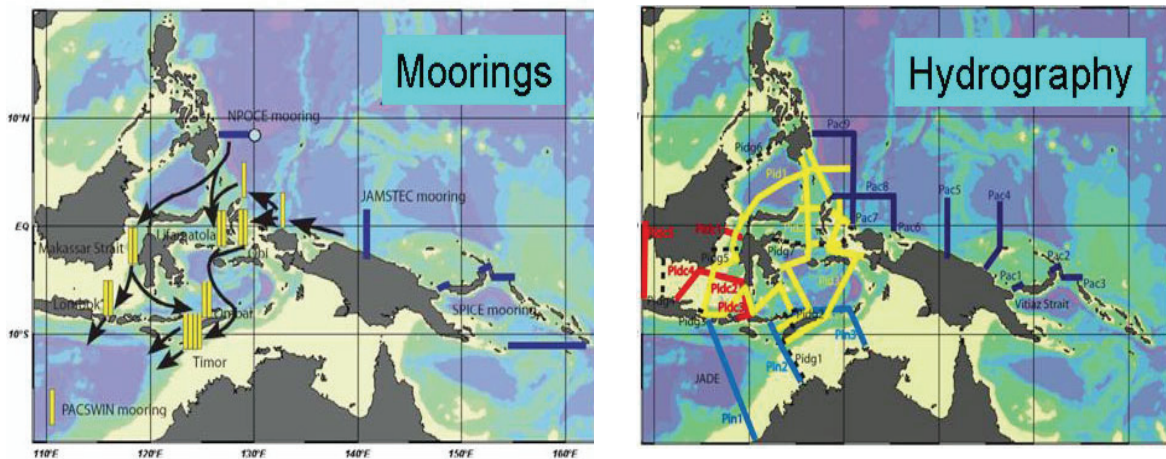 Moorings
10°N
NPOCE mooring
JAMSTEC mooring
EQ
Makassar Strait
Lifamatola
Obi
Lombok
Ombai
SPICE mooring
10°S
Timor
PACSWIN mooring
110°E
120°E
130°E
140°E
150°E
160°E
Hydrography
Pac9
Pidg6
Pid1
Pac8
Pac5
Pac4
Pac7
Pac6
Pidg5
Pidg7
Pac2
Pidc4
Pac1
Pac3
Pidc2
Pidc3
Vitiaz Strait
Pidg3
Pin3
Pin2
Pidg1
JADE
Pin1